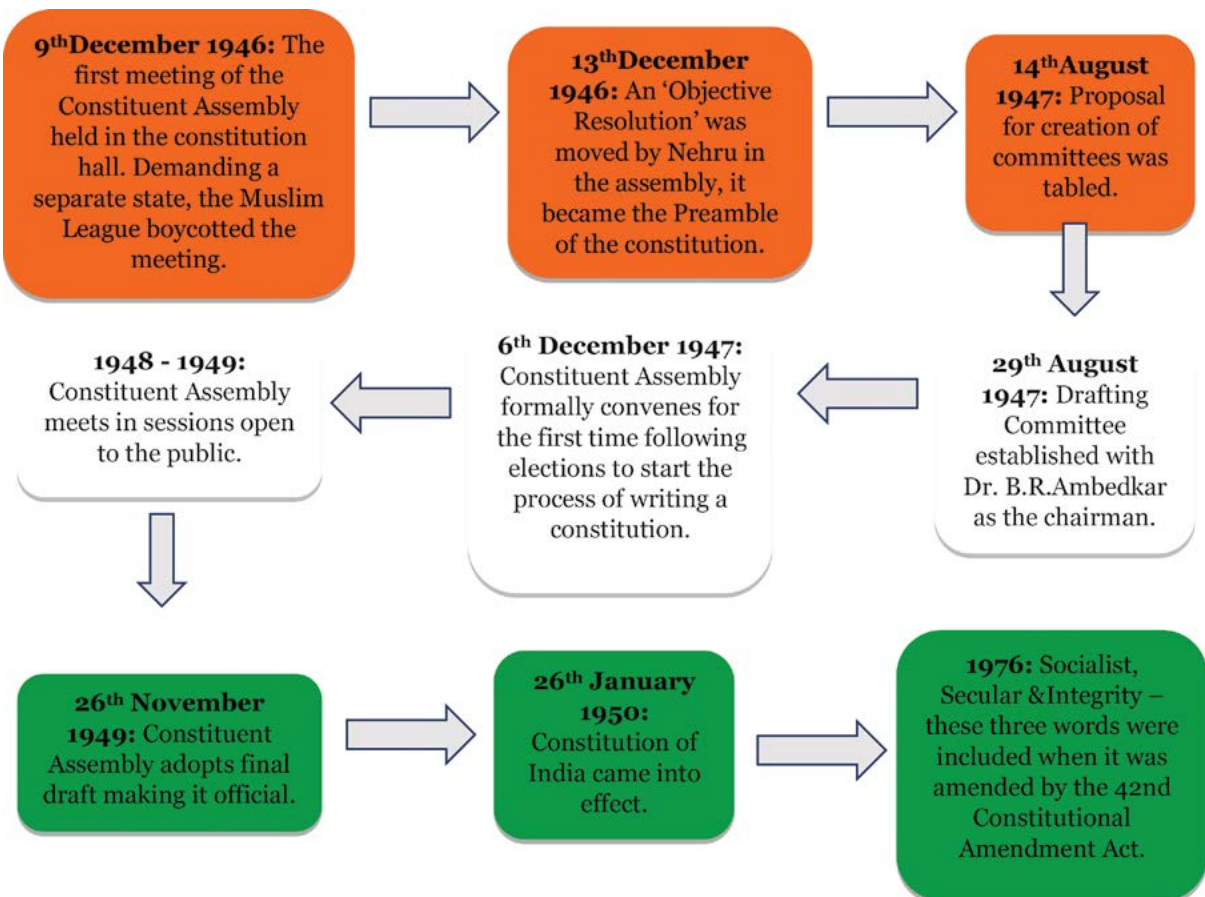 9thDecember 1946: The
first meeting of the
Constituent Assembly
held in the constitution
hall. Demanding a
separate state, the Muslim
League boycotted the
meeting.
13thDecember
1946: An ‘Objective
Resolution’ was
moved by Nehru in
the assembly, it
became the Preamble
of the constitution.
14thAugust
1947: Proposal
for creation of
committees was
tabled.
29th August
1947: Drafting
Committee
established with
Dr. B.R.Ambedkar
as the chairman.
6th December 1947:
Constituent Assembly
formally convenes for
the first time following
elections to start the
process of writing a
constitution.
1948 - 1949:
Constituent Assembly
meets in sessions open
to the public.
26th November
1949: Constituent
Assembly adopts final
draft making it official.
26th January
1950:
Constitution of
India came into
effect.
1976: Socialist,
Secular &Integrity –
these three words were
included when it was
amended by the 42nd
Constitutional
Amendment Act.